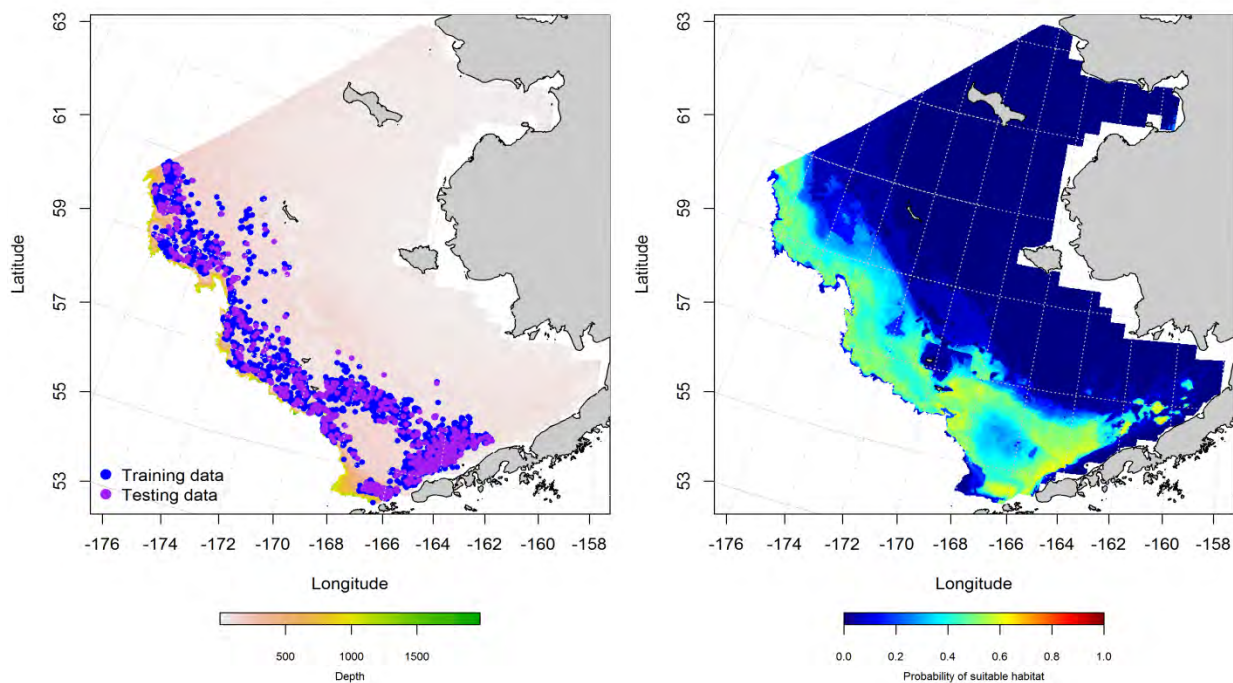 63
61
59
57
55
53
Latitude
Training data
Testing data
-176 -174 -172 -170 -168 -166 -164 -162 -160 -158
Longitude
500 1000 1500
Depth
63
61
59
57
55
53
Latitude
-176 -174 -172 -170 -168 -166 -164 -162 -160 -158
Longitude
0.0 0.2 0.4 0.6 0.8 1.0
Probability of suitable habitat